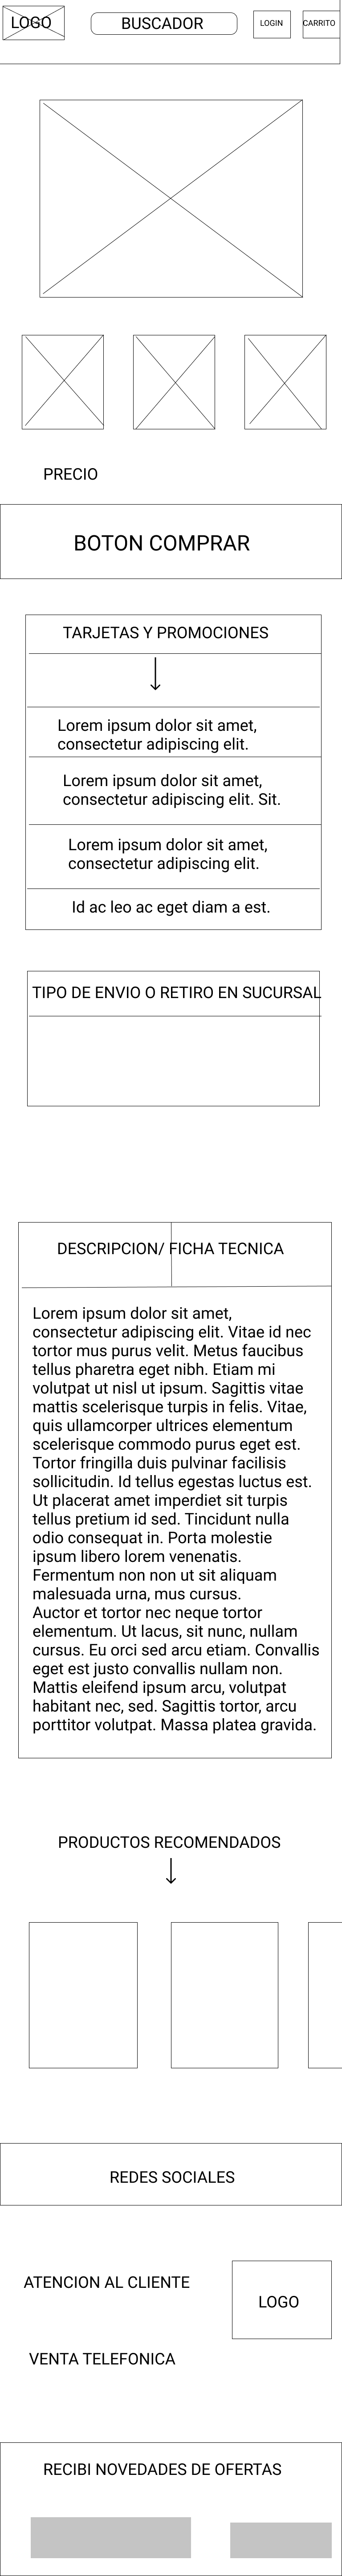 LOGO
BUSCADOR
LOGIN
CARRITO
PRECIO
BOTON COMPRAR
TARJETAS Y PROMOCIONES
Lorem ipsum dolor sit amet,
consectetur adipiscing elit.
Lorem ipsum dolor sit amet,
consectetur adipiscing elit. Sit.
Lorem ipsum dolor sit amet,
consectetur adipiscing elit.
Id ac leo ac eget diam a est.
TIPO DE ENVIO O RETIRO EN SUCURSAL
DESCRIPCION/ FICHA TECNICA
Lorem ipsum dolor sit amet,
consectetur adipiscing elit. Vitae id nec
tortor mus purus velit. Metus faucibus
tellus pharetra eget nibh. Etiam mi
volutpat ut nisl ut ipsum. Sagittis vitae
mattis scelerisque turpis in felis. Vitae,
quis ullamcorper ultrices elementum
scelerisque commodo purus eget est.
Tortor fringilla duis pulvinar facilisis
sollicitudin. Id tellus egestas luctus est.
Ut placerat amet imperdiet sit turpis
tellus pretium id sed. Tincidunt nulla
odio consequat in. Porta molestie
ipsum libero lorem venenatis.
Fermentum non non ut sit aliquam
malesuada urna, mus cursus.
Auctor et tortor nec neque tortor
elementum. Ut lacus, sit nunc, nullam
cursus. Eu orci sed arcu etiam. Convallis
eget est justo convallis nullam non.
Mattis eleifend ipsum arcu, volutpat
habitant nec, sed. Sagittis tortor, arcu
porttitor volutpat. Massa platea gravida.
PRODUCTOS RECOMENDADOS
REDES SOCIALES
ATENCION AL CLIENTE
LOGO
VENTA TELEFONICA
RECIBI NOVEDADES DE OFERTAS